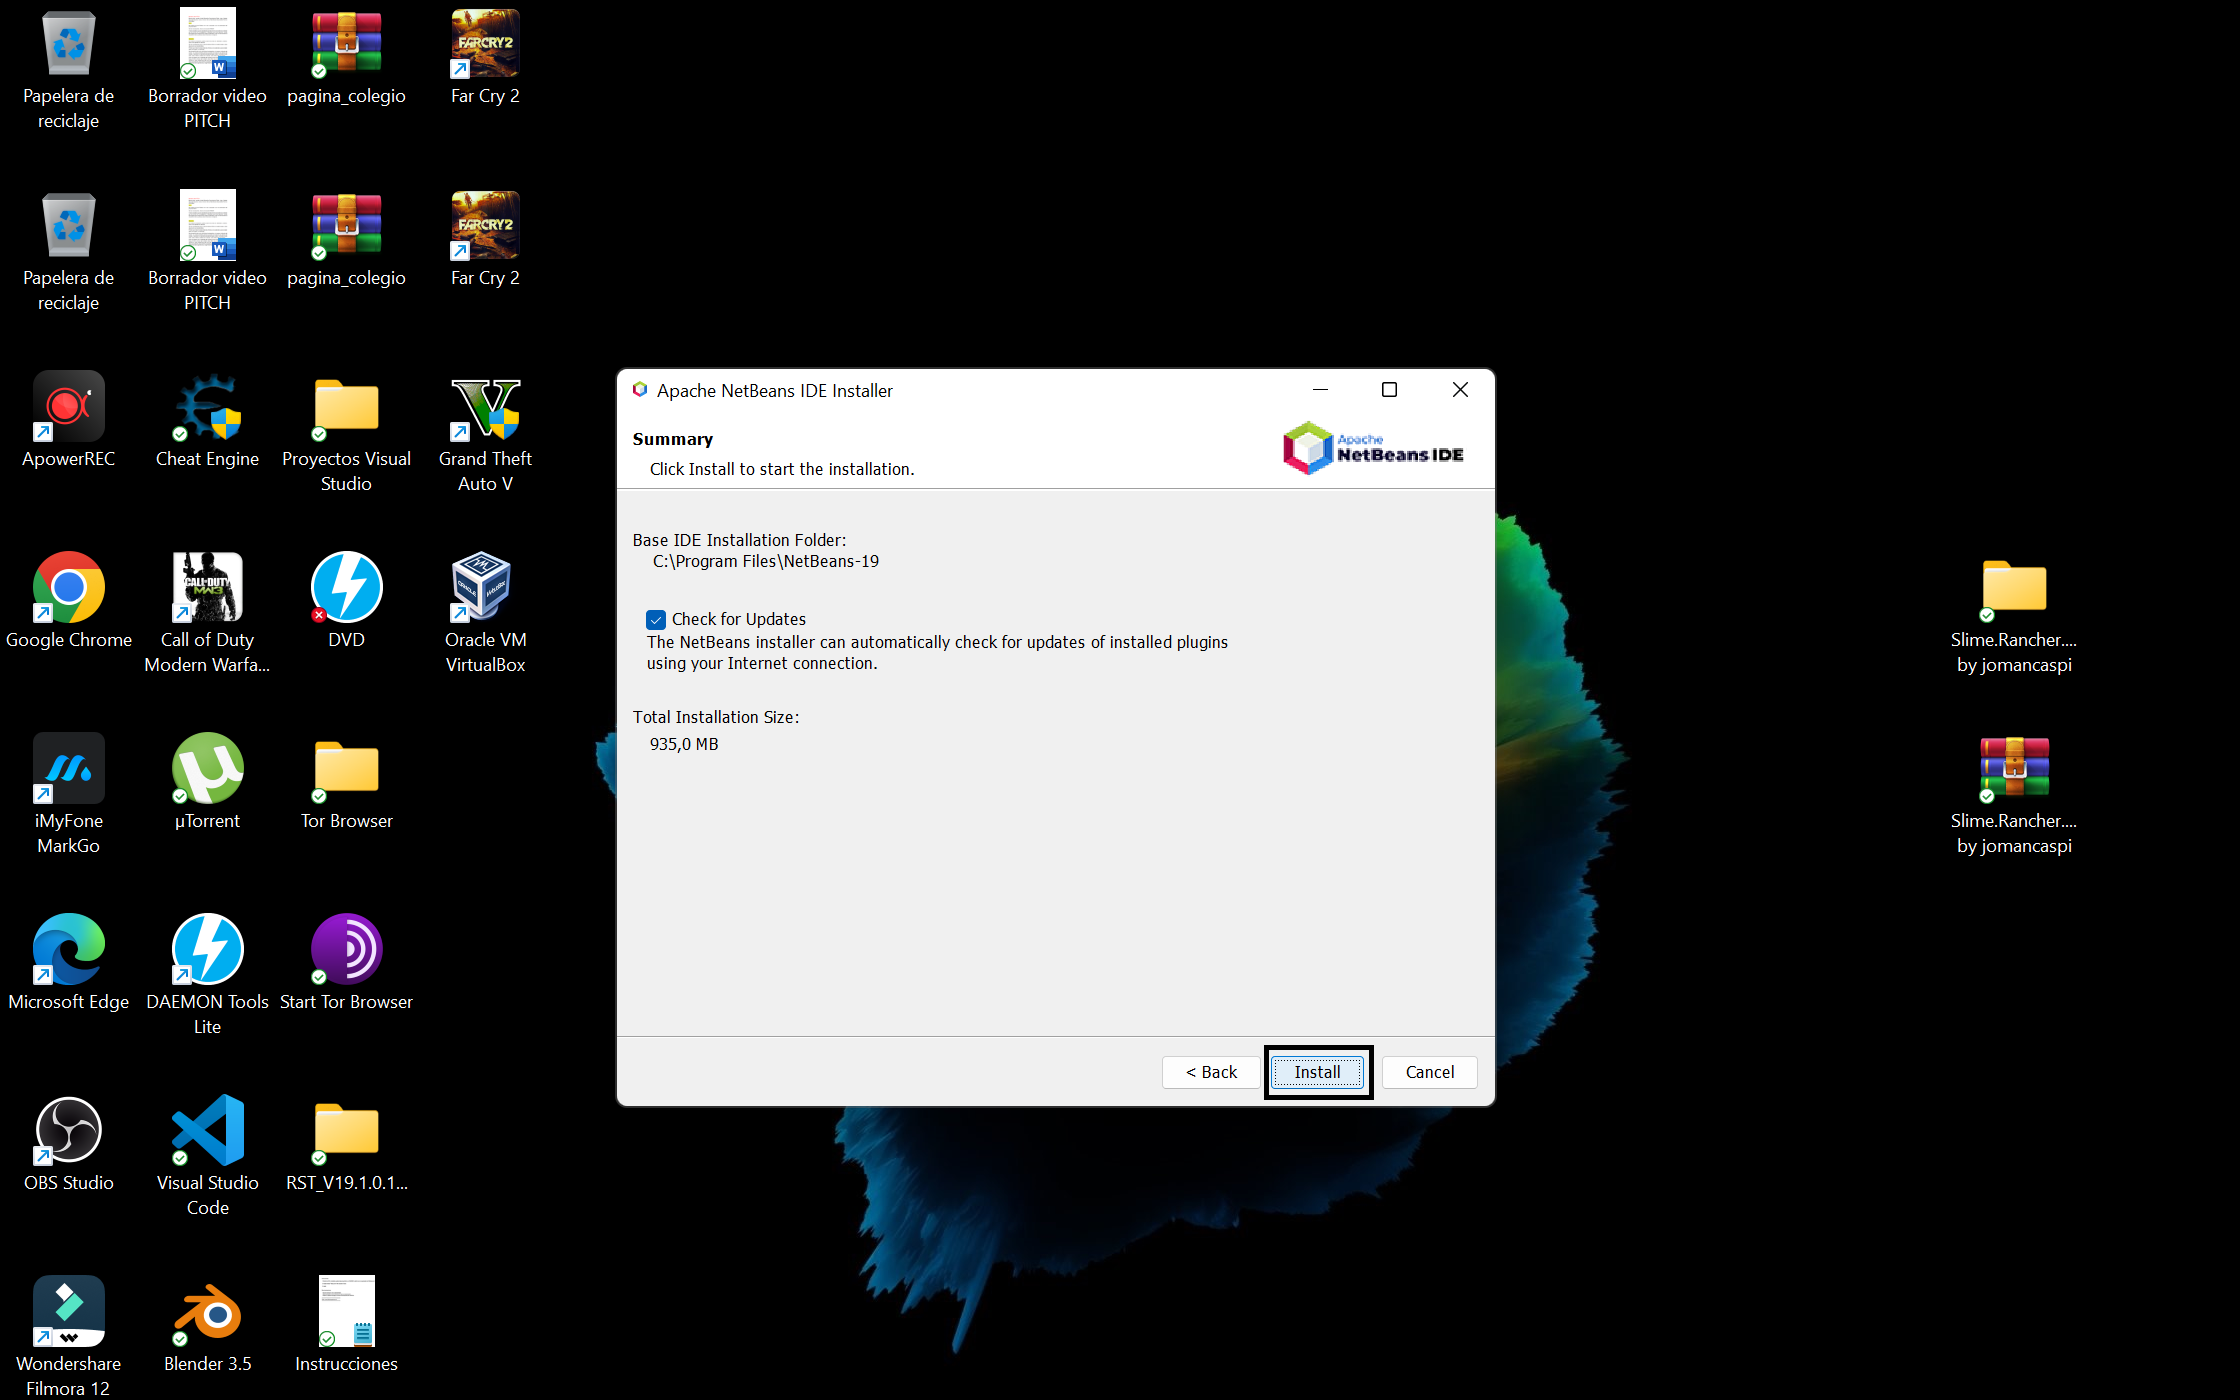 Papelera de
reciclaje
Borrador video
PITCH
pagina_colegio
FARCRY2
Far Cry 2
Papelera de
reciclaje
Borrador video
PITCH
pagina_colegio
FARCRY2
Far Cry 2
ApowerREC
Cheat Engine
Proyectos Visual
Studio
Grand Theft
Auto V
Google Chrome
CALL OF DUTY
MW3
Call of Duty
Modern Warfa...
DVD
Oracle VM
VirtualBox
iMyFone
MarkGo
µTorrent
Tor Browser
Microsoft Edge
DAEMON Tools
Lite
Start Tor Browser
OBS Studio
Visual Studio
Code
RST_V19.1.0.1...
Wondershare
Filmora 12
Blender 3.5
Instrucciones
Apache NetBeans IDE Installer
Summary
Click Install to start the installation.
Apache
NetBeans IDE
Base IDE Installation Folder:
C:\Program Files\NetBeans-19
Check for Updates
The NetBeans installer can automatically check for updates of installed plugins
using your Internet connection.
Total Installation Size:
935,0 MB
< Back
Install
Cancel
Slime.Rancher....
by jomancaspi
Slime.Rancher....
by jomancaspi